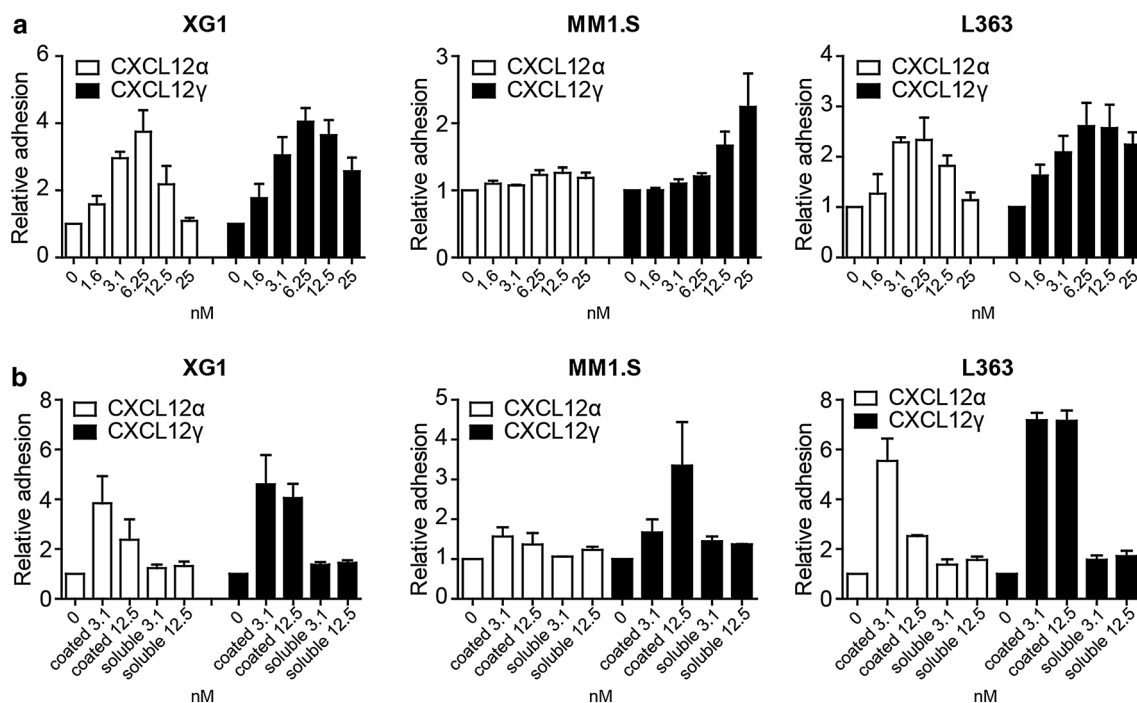 a
XG1
MM1.S
L363
Relative adhesion
6
4
2
0
CXCL12α
CXCL12γ
0 1.6 3.1 6.25 12.5 25 0 1.6 3.1 6.25 12.5 25
nM
Relative adhesion
3
2
1
0
CXCL12α
CXCL12γ
0 1.6 3.1 6.25 12.5 25 0 1.6 3.1 6.25 12.5 25
nM
Relative adhesion
4
3
2
1
0
CXCL12α
CXCL12γ
0 1.6 3.1 6.25 12.5 25 0 1.6 3.1 6.25 12.5 25
nM
b
XG1
MM1.S
L363
Relative adhesion
8
6
4
2
0
CXCL12α
CXCL12γ
0 coated 3.1 coated 12.5 soluble 3.1 soluble 12.5 0 coated 3.1 coated 12.5 soluble 3.1 soluble 12.5
nM
Relative adhesion
5
4
3
2
1
0
CXCL12α
CXCL12γ
0 coated 3.1 coated 12.5 soluble 3.1 soluble 12.5 0 coated 3.1 coated 12.5 soluble 3.1 soluble 12.5
nM
Relative adhesion
8
6
4
2
0
CXCL12α
CXCL12γ
0 coated 3.1 coated 12.5 soluble 3.1 soluble 12.5 0 coated 3.1 coated 12.5 soluble 3.1 soluble 12.5
nM